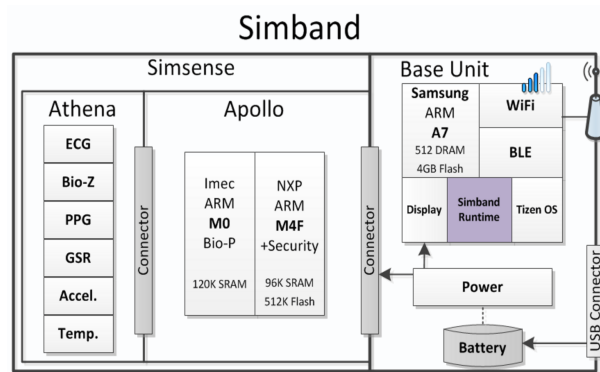 Simband
Simsense
Athena
ECG
Bio-Z
PPG
GSR
Accel.
Temp.
Connector
Apollo
Imec
ARM
M0
Bio-P
120K SRAM
NXP
ARM
M4F
+Security
96K SRAM
512K Flash
Connector
Base Unit
Samsung
ARM
A7
512 DRAM
4GB Flash
WiFi
BLE
Display
Simband
Runtime
Tizen OS
Power
Battery
USB Connector